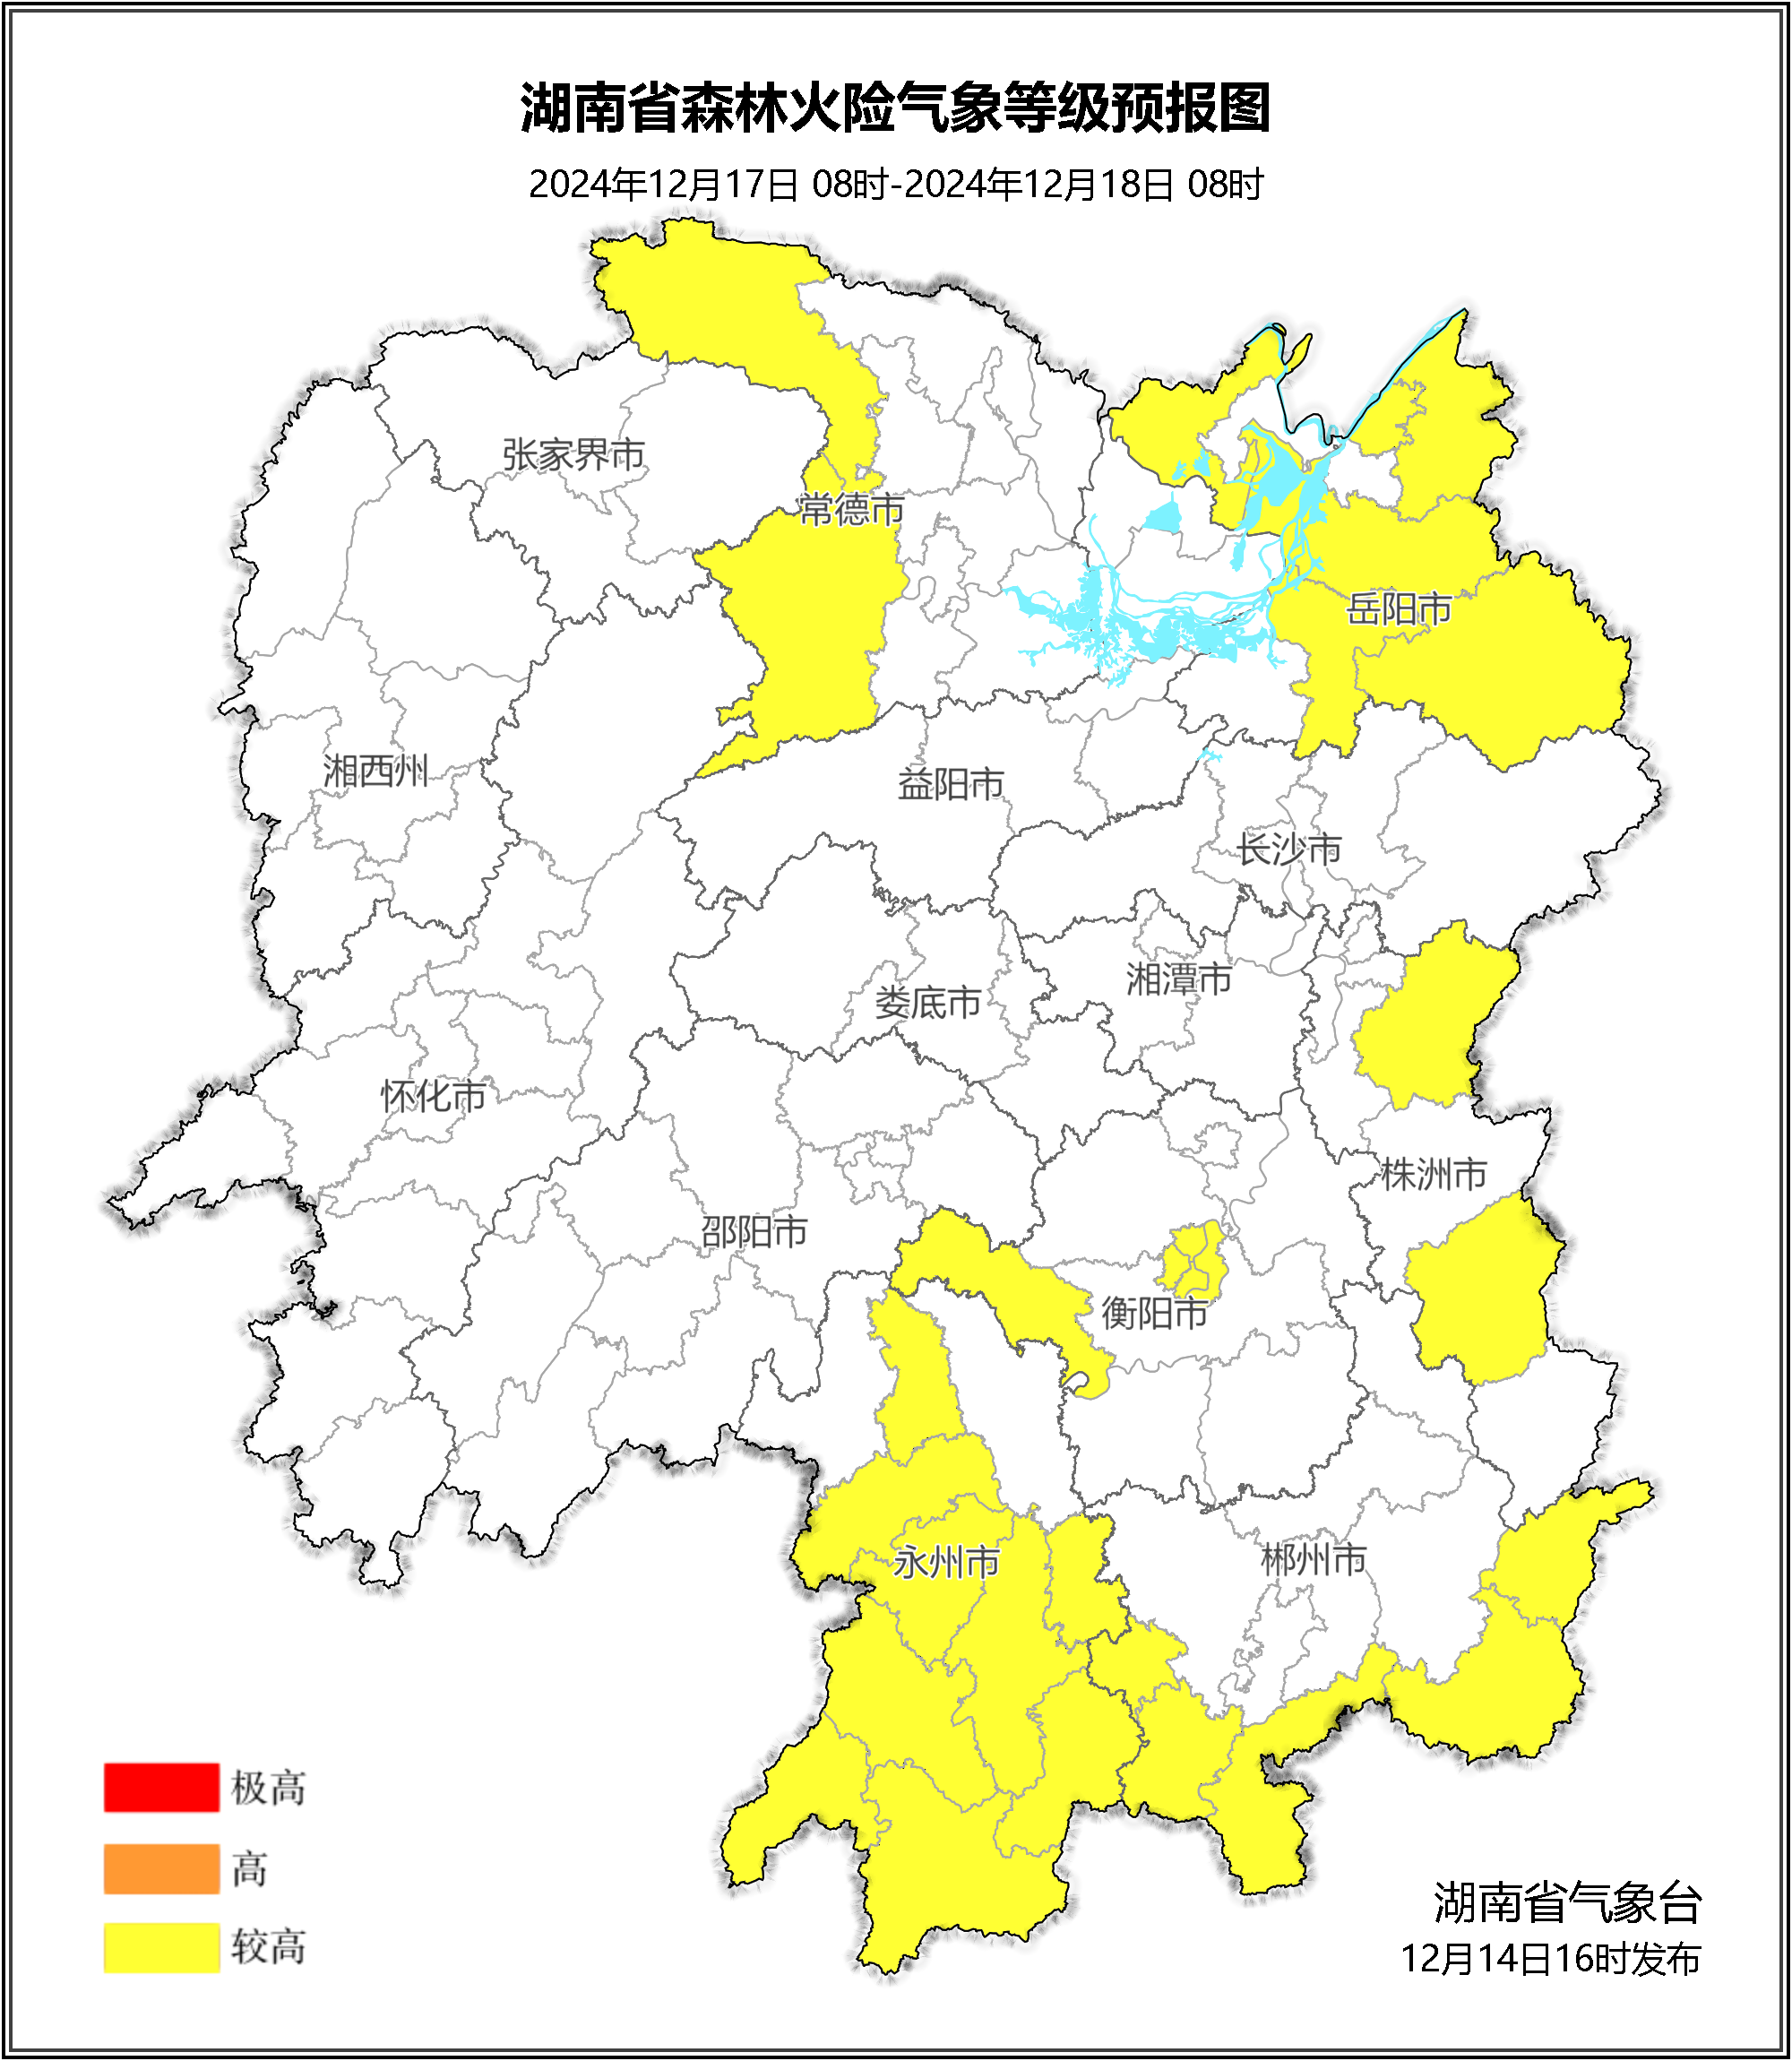 湖南省森林火险气象等级预报图
2024年12月17日 08时-2024年12月18日 08时
张家界市
常德市
岳阳市
湘西州
益阳市
长沙市
湘潭市
娄底市
怀化市
株洲市
邵阳市
衡阳市
永州市
郴州市
极高
高
较高
湖南省气象台
12月14日16时发布